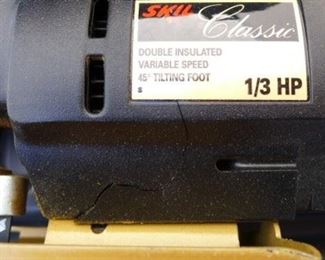 SKIL Classic
DOUBLE INSULATED
VARIABLE SPEED
45° TILTING FOOT
1/3 HP